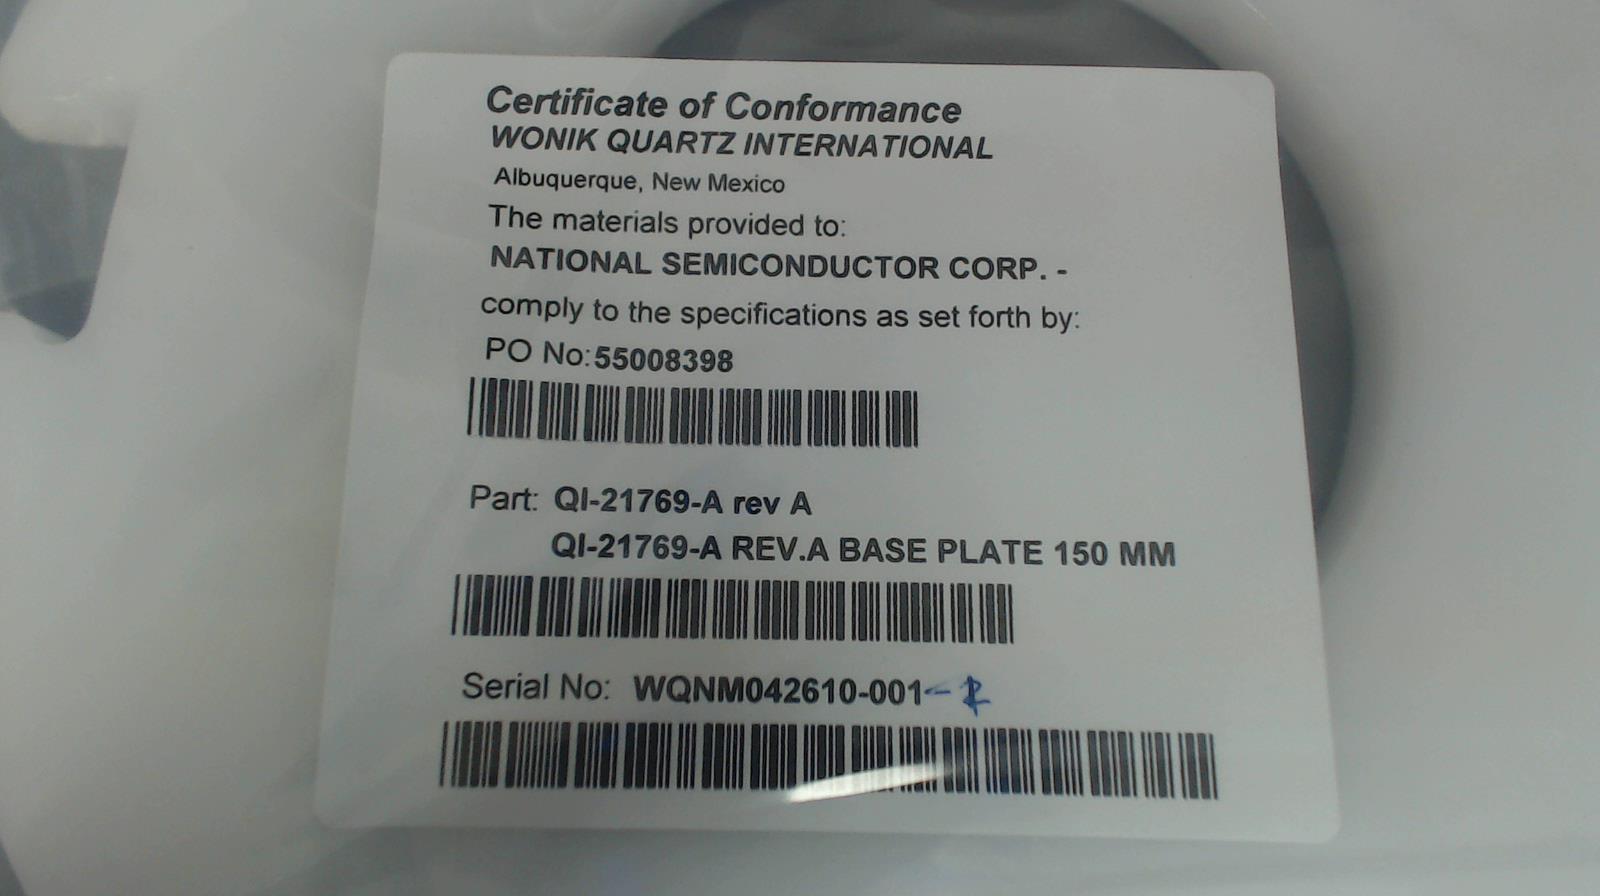 Certificate of Conformance
WONIK QUARTZ INTERNATIONAL
Albuquerque, New Mexico
The materials provided to:
NATIONAL SEMICONDUCTOR CORP. -
comply to the specifications as set forth by:
PO No:55008398
Part: QI-21769-A rev A
QI-21769-A REV.A BASE PLATE 150 MM
Serial No: WQNM042610-001-